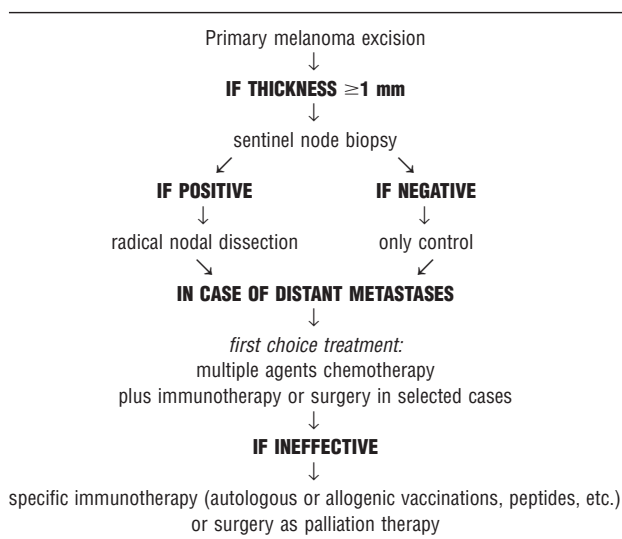 Primary melanoma excision
↓
IF THICKNESS ≥1 mm
↓
sentinel node biopsy
↙ ↘
IF POSITIVE IF NEGATIVE
↓ ↓
radical nodal dissection only control
↘ ↙
IN CASE OF DISTANT METASTASES
↓
first choice treatment:
multiple agents chemotherapy
plus immunotherapy or surgery in selected cases
↓
IF INEFFECTIVE
↓
specific immunotherapy (autologous or allogenic vaccinations, peptides, etc.)
or surgery as palliation therapy